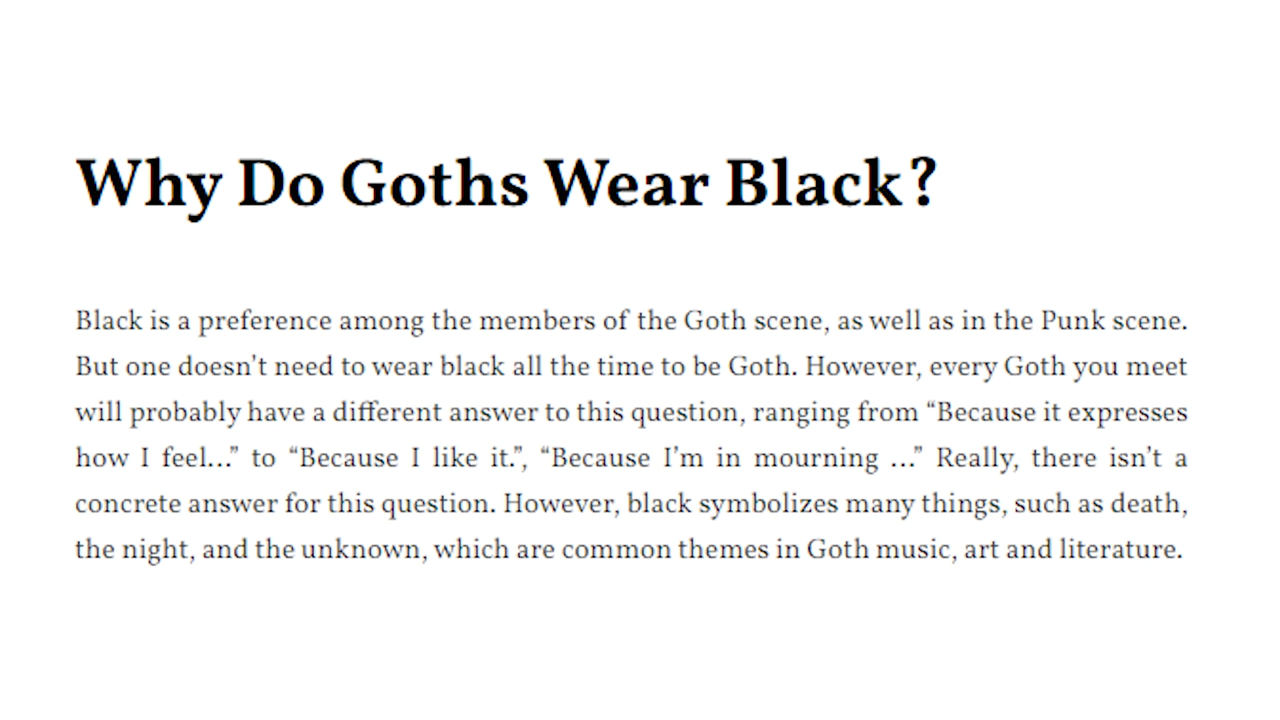 Why Do Goths Wear Black?
Black is a preference among the members of the Goth scene, as well as in the Punk scene.
But one doesn’t need to wear black all the time to be Goth. However, every Goth you meet
will probably have a different answer to this question, ranging from “Because it expresses
how I feel…” to “Because I like it.”, “Because I’m in mourning …” Really, there isn’t a
concrete answer for this question. However, black symbolizes many things, such as death,
the night, and the unknown, which are common themes in Goth music, art and literature.